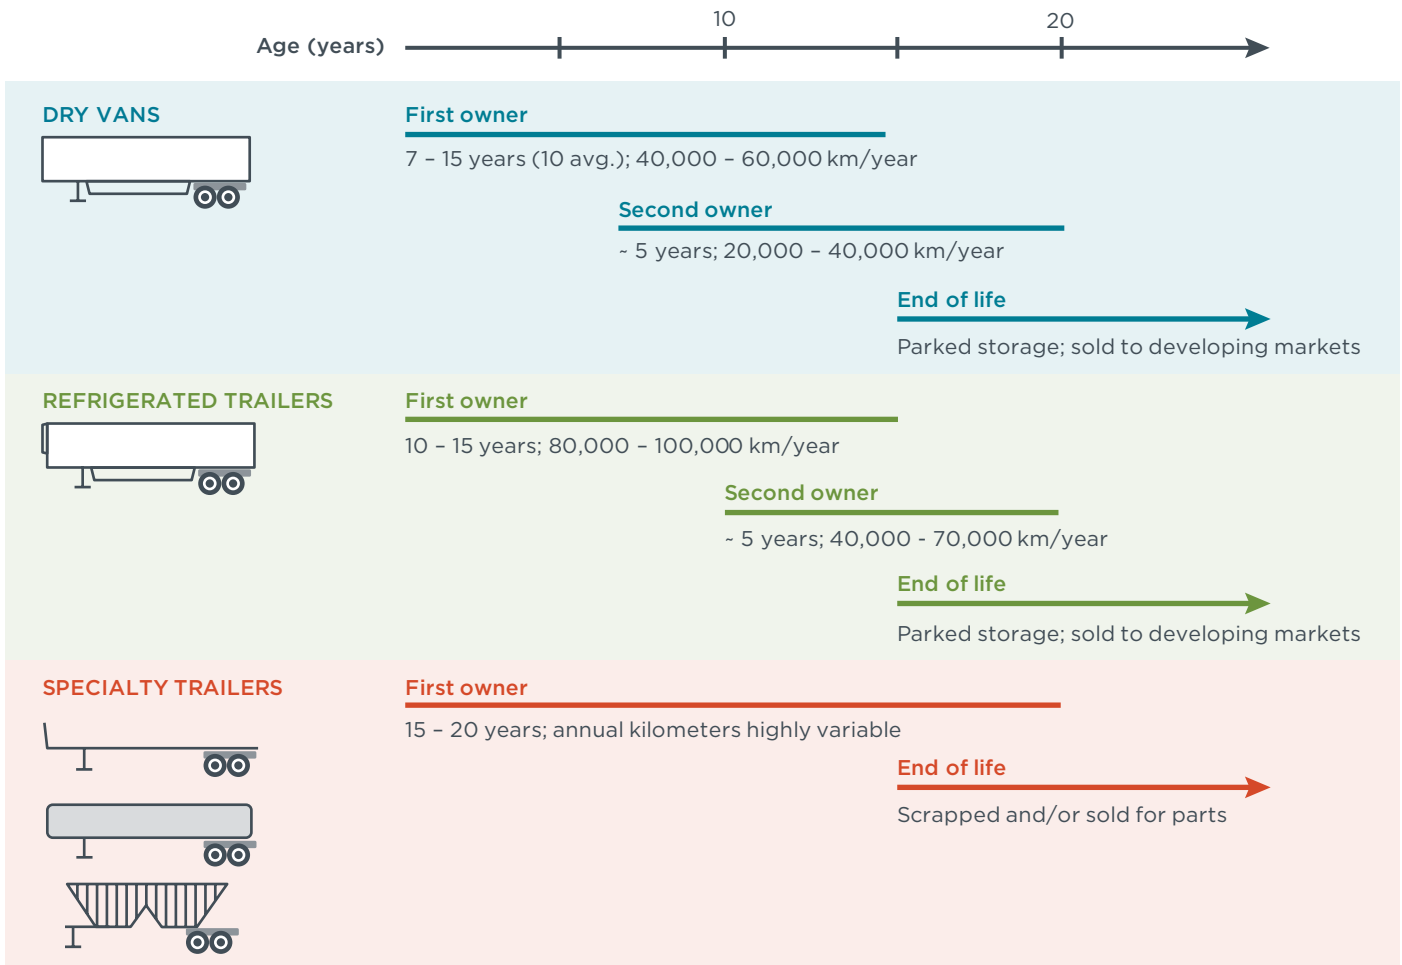 10
20
Age (years)
DRY VANS
First owner
7 – 15 years (10 avg.); 40,000 – 60,000 km/year
Second owner
~ 5 years; 20,000 – 40,000 km/year
End of life
Parked storage; sold to developing markets
REFRIGERATED TRAILERS
First owner
10 – 15 years; 80,000 – 100,000 km/year
Second owner
~ 5 years; 40,000 - 70,000 km/year
End of life
Parked storage; sold to developing markets
SPECIALTY TRAILERS
First owner
15 – 20 years; annual kilometers highly variable
End of life
Scrapped and/or sold for parts